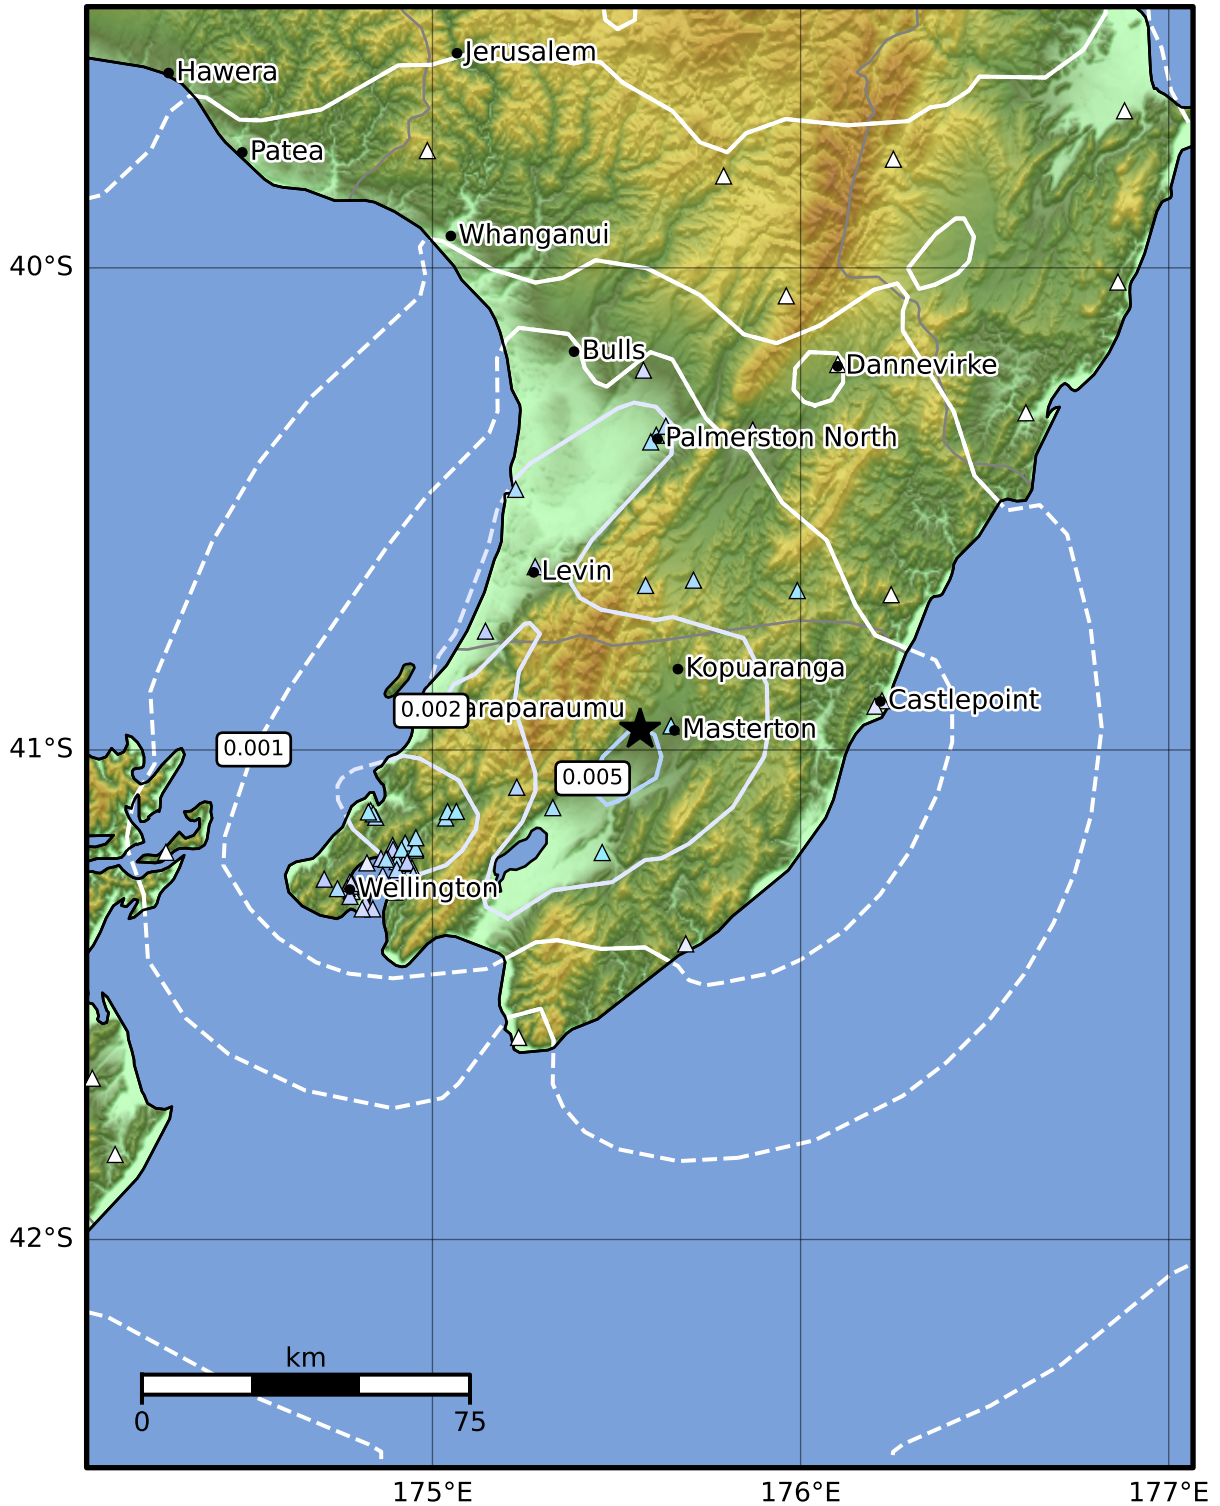 Jerusalem
Hawera
Patea
Whanganui
40°S
Bulls
Dannevirke
Palmerston North
Levin
Kopuaranga
Castlepoint
0.002
araparaumu
Masterton
41°S
0.001
0.005
Wellington
42°S
km
0
75
175°E
176°E
177°E